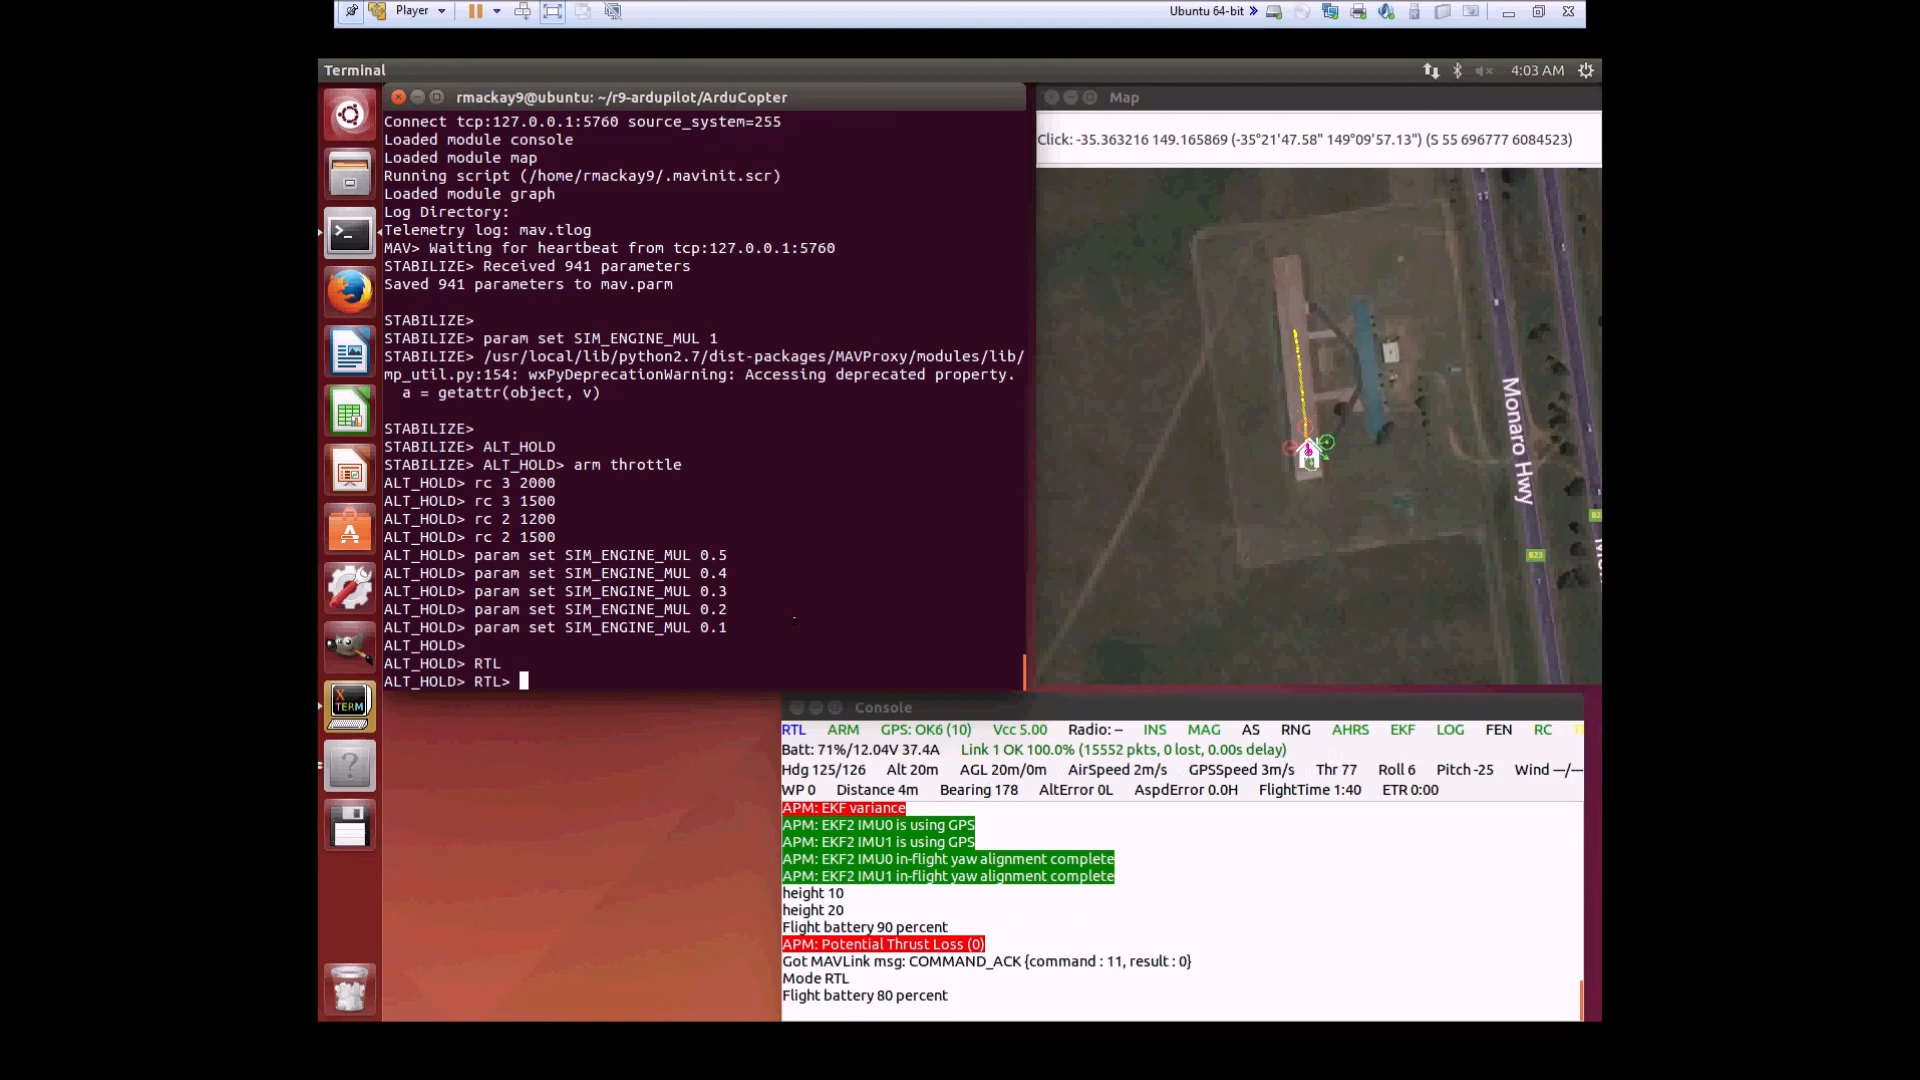 Player
Ubuntu 64-bit
Terminal
4:03 AM
rmackay9@ubuntu: ~/r9-ardupilot/ArduCopter
Connect tcp:127.0.0.1:5760 source_system=255
Loaded module console
Loaded module map
Running script (/home/rmackay9/.mavinit.scr)
Loaded module graph
Log Directory:
Telemetry log: mav.tlog
MAV> Waiting for heartbeat from tcp:127.0.0.1:5760
STABILIZE> Received 941 parameters
Saved 941 parameters to mav.parm
STABILIZE>
STABILIZE> param set SIM_ENGINE_MUL 1
STABILIZE> /usr/local/lib/python2.7/dist-packages/MAVProxy/modules/lib/
mp_util.py:154: wxPyDeprecationWarning: Accessing deprecated property.
a = getattr(object, v)
STABILIZE>
STABILIZE> ALT_HOLD
STABILIZE> ALT_HOLD> arm throttle
ALT_HOLD> rc 3 2000
ALT_HOLD> rc 3 1500
ALT_HOLD> rc 2 1200
ALT_HOLD> rc 2 1500
ALT_HOLD> param set SIM_ENGINE_MUL 0.5
ALT_HOLD> param set SIM_ENGINE_MUL 0.4
ALT_HOLD> param set SIM_ENGINE_MUL 0.3
ALT_HOLD> param set SIM_ENGINE_MUL 0.2
ALT_HOLD> param set SIM_ENGINE_MUL 0.1
ALT_HOLD>
ALT_HOLD> RTL
ALT_HOLD> RTL>
Map
Click: -35.363216 149.165869 (-35°21'47.58" 149°09'57.13") (S 55 696777 6084523)
Monaro Hwy
B23
X
TERM
Console
RTL ARM GPS: OK6 (10) Vcc 5.00 Radio: -- INS MAG AS RNG AHRS EKF LOG FEN RC
Batt: 71%/12.04V 37.4A Link 1 OK 100.0% (15552 pkts, 0 lost, 0.00s delay)
Hdg 125/126 Alt 20m AGL 20m/0m AirSpeed 2m/s GPSSpeed 3m/s Thr 77 Roll 6 Pitch -25 Wind ---/---
WP 0 Distance 4m Bearing 178 AltError 0L AspdError 0.0H FlightTime 1:40 ETR 0:00
APM: EKF variance
APM: EKF2 IMU0 is using GPS
APM: EKF2 IMU1 is using GPS
APM: EKF2 IMU0 in-flight yaw alignment complete
APM: EKF2 IMU1 in-flight yaw alignment complete
height 10
height 20
Flight battery 90 percent
APM: Potential Thrust Loss (0)
Got MAVLink msg: COMMAND_ACK {command : 11, result : 0}
Mode RTL
Flight battery 80 percent